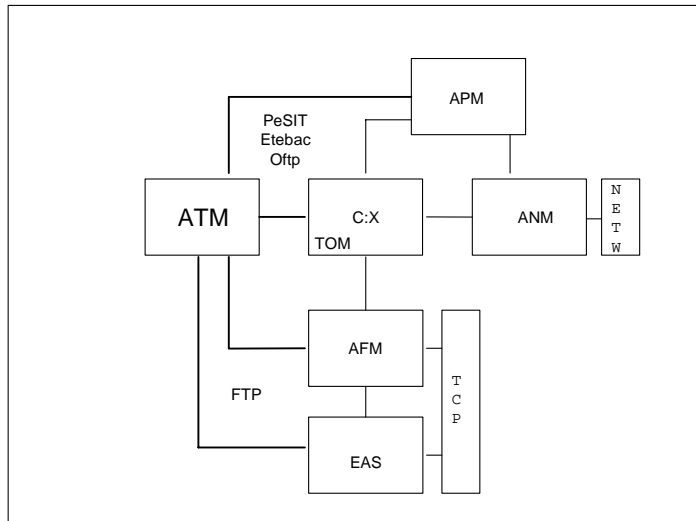 APM
PeSIT
Etebac
Oftp
ATM
C:X
TOM
ANM
N
E
T
W
AFM
FTP
T
C
P
EAS